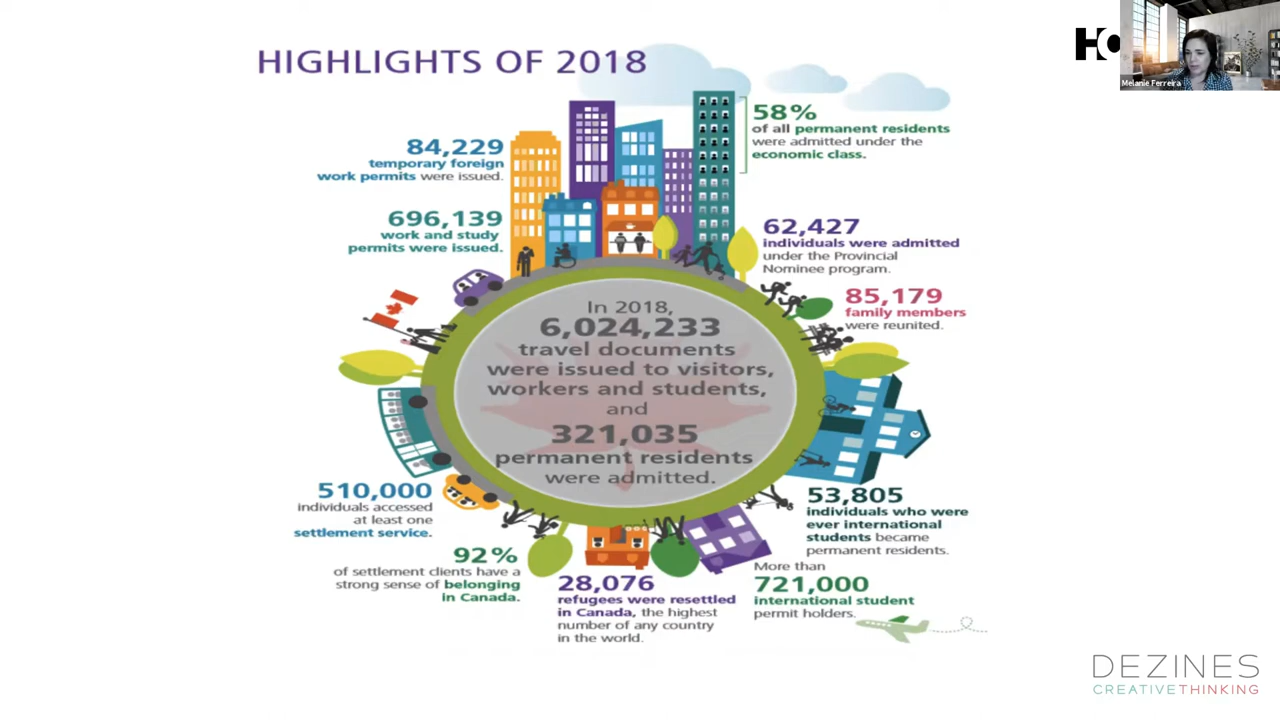 HIGHLIGHTS OF 2018
84,229
temporary foreign
work permits were issued.
696,139
work and study
permits were issued.
58%
of all permanent residents
were admitted under the
economic class.
62,427
individuals were admitted
under the Provincial
Nominee program.
85,179
family members
were reunited.
In 2018,
6,024,233
travel documents
were issued to visitors,
workers and students,
and
321,035
permanent residents
were admitted.
510,000
individuals accessed
at least one
settlement service.
92%
of settlement clients have a
strong sense of belonging
in Canada.
28,076
refugees were resettled
in Canada, the highest
number of any country
in the world.
53,805
individuals who were
ever international
students became
permanent residents.
More than
721,000
international student
permit holders.
Melanie Ferreira
DEZINES
CREATIVETHINKING